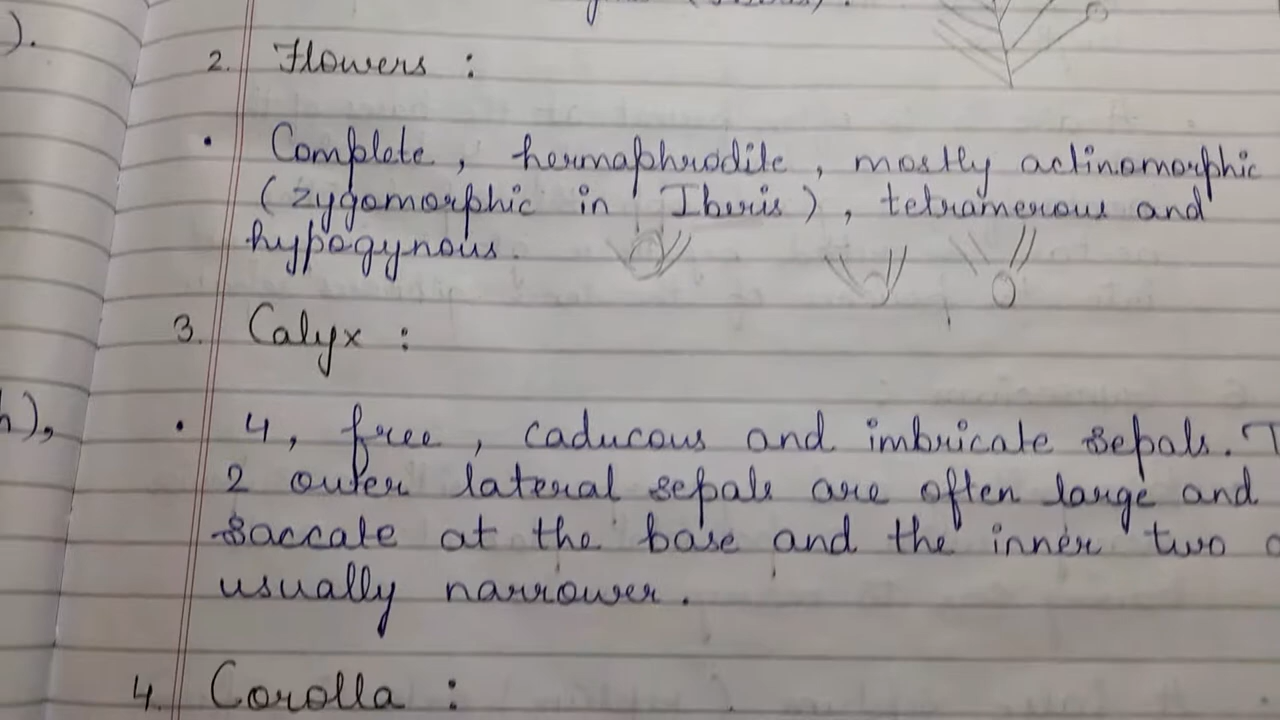 ).
2. Flowers :
• Complete, hermaphrodite, mostly actinomorphic
(zygomorphic in Iberis), tetramerous and
hypogynous.
3. Calyx :
• 4, free, caducous and imbricate sepals. T
2 outer lateral sepals are often large and
saccate at the base and the inner two
usually narrower.
4. Corolla :